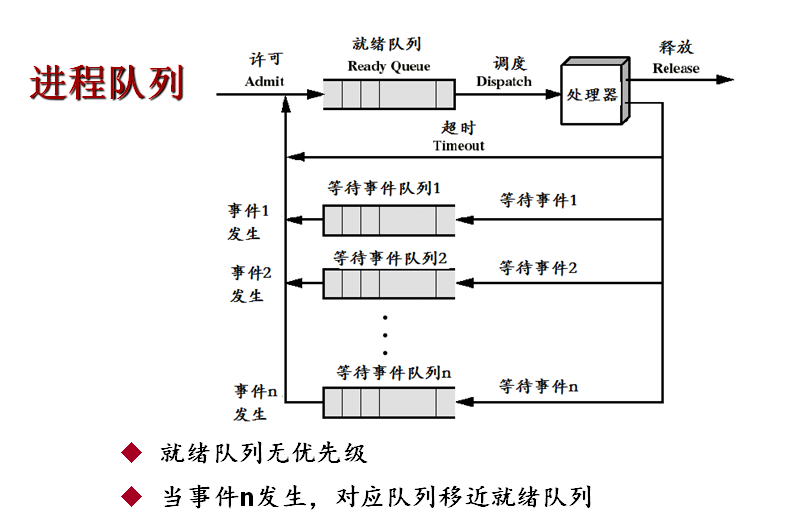 进程队列
许可
Admit
就绪队列
Ready Queue
调度
Dispatch
处理器
释放
Release
超时
Timeout
事件1
发生
等待事件队列1
等待事件1
事件2
发生
等待事件队列2
等待事件2
事件n
发生
等待事件队列n
等待事件n
就绪队列无优先级
当事件n发生，对应队列移近就绪队列